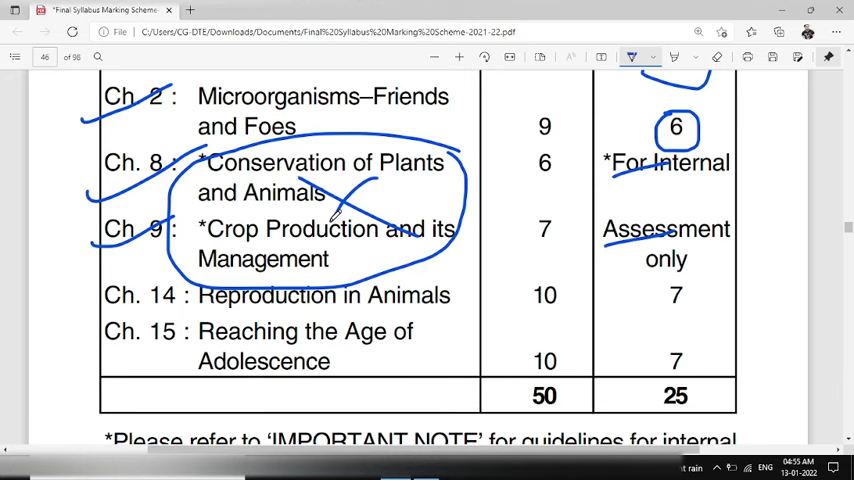 *Final Syllabus Marking Scheme-
File
C:/Users/CG-DTE/Downloads/Documents/Final%20Syllabus%20Marking%20Scheme-2021-22.pdf
46 of 98
Ch. 2 : Microorganisms–Friends
and Foes 9 6
Ch. 8 : *Conservation of Plants 6 *For Internal
and Animals
Ch. 9 : *Crop Production and its 7 Assessment
Management only
Ch. 14 : Reproduction in Animals 10 7
Ch. 15 : Reaching the Age of
Adolescence 10 7
50 25
*Please refer to 'IMPORTANT NOTE' for guidelines for internal
rain ENG 04:55 AM
13-01-2022